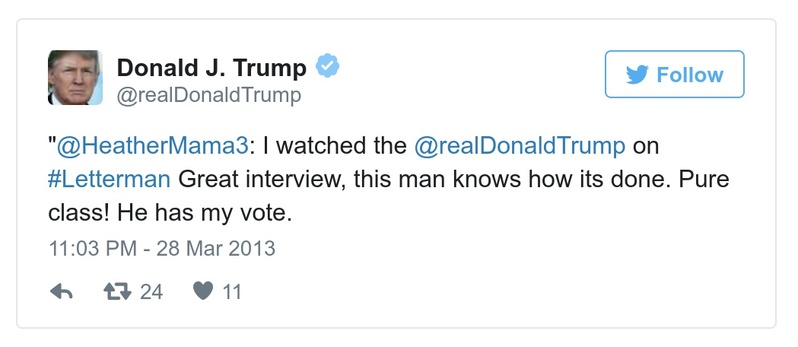 Donald J. Trump
@realDonaldTrump
Follow
"@HeatherMama3: I watched the @realDonaldTrump on
#Letterman Great interview, this man knows how its done. Pure
class! He has my vote.
11:03 PM - 28 Mar 2013
24 11